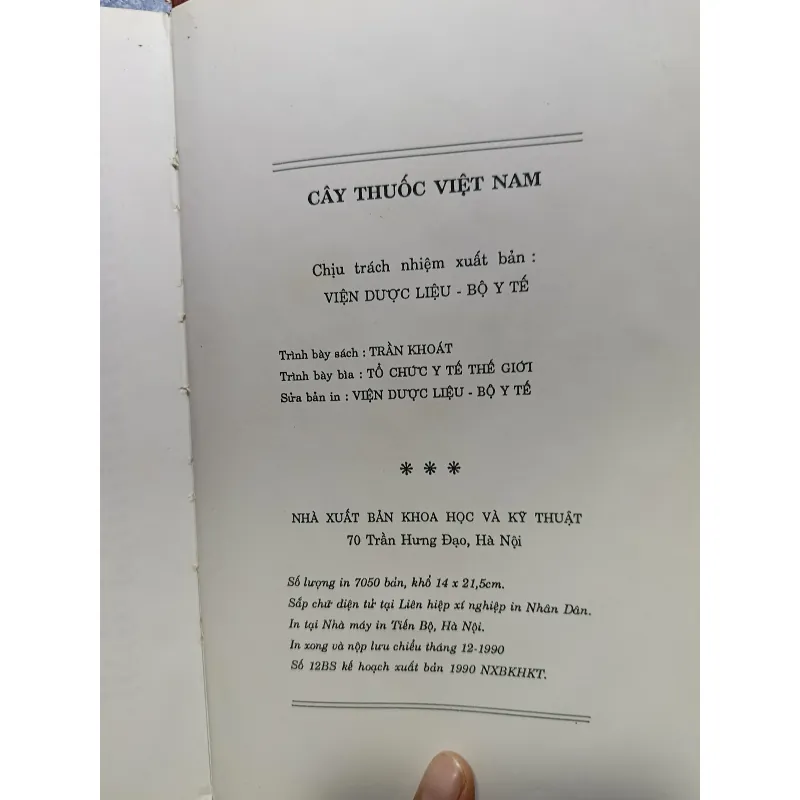 CÂY THUỐC VIỆT NAM
Chịu trách nhiệm xuất bản :
VIỆN DƯỢC LIỆU - BỘ Y TẾ
Trình bày sách : TRẦN KHOÁT
Trình bày bìa : TỔ CHỨC Y TẾ THẾ GIỚI
Sửa bản in : VIỆN DƯỢC LIỆU - BỘ Y TẾ
* * *
NHÀ XUẤT BẢN KHOA HỌC VÀ KỸ THUẬT
70 Trần Hưng Đạo, Hà Nội
Số lượng in 7050 bản, khổ 14 x 21,5cm.
Sắp chữ điện tử tại Liên hiệp xí nghiệp in Nhân Dân.
In tại Nhà máy in Tiến Bộ, Hà Nội.
In xong và nộp lưu chiểu tháng 12-1990
Số 12BS kế hoạch xuất bản 1990 NXBKHKT.